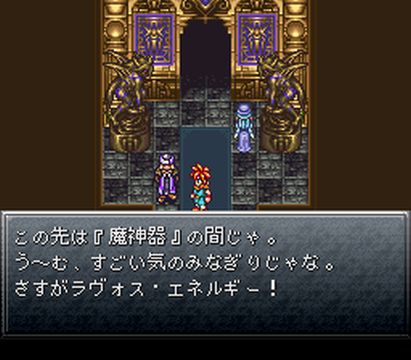 この先は『魔神器』の間じゃ。
う～む、すごい気のみなぎりじゃな。
さすがラヴォス・エネルギー！